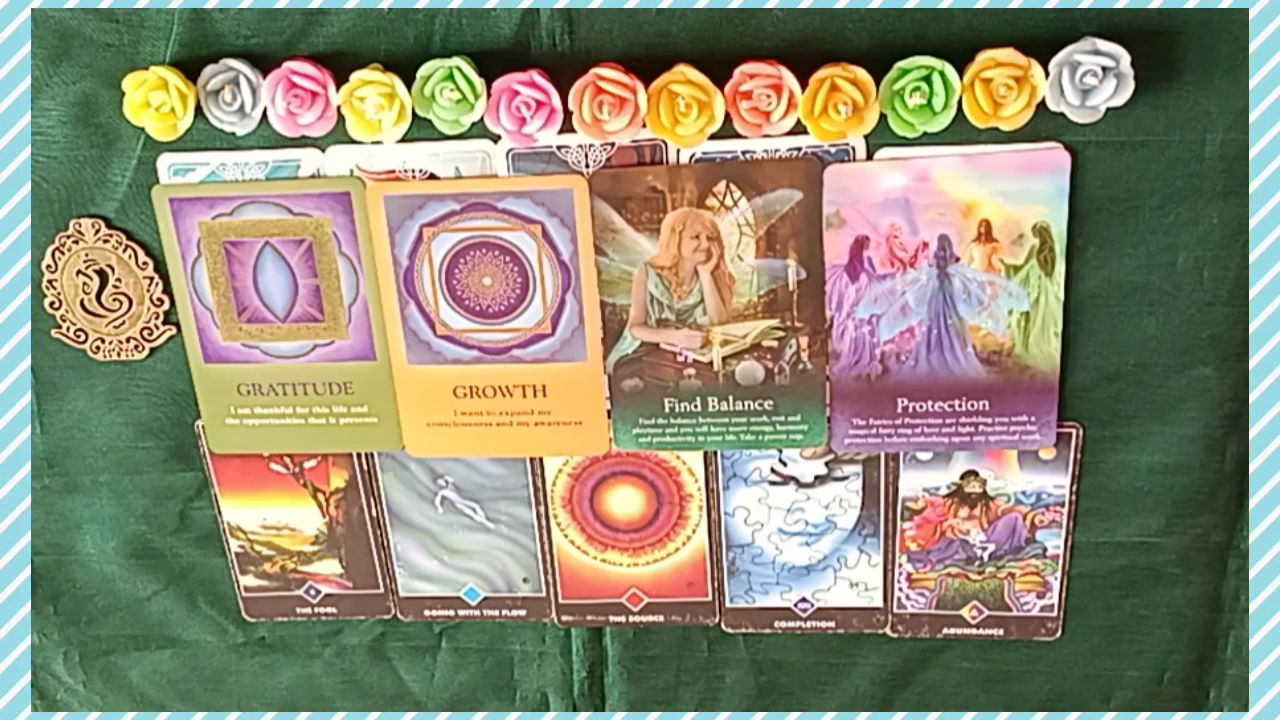 GRATITUDE
I am thankful for this life and
the opportunities that it presents
GROWTH
I want to expand my
consciousness and my awareness
Find Balance
Find the balance between your work, rest and
playtime and you will have more energy, harmony
and productivity in your life. Take a power nap.
Protection
The Fairies of Protection are shielding you with a
magical fairy ring of love and light. Practise psychic
protection before embarking upon any spiritual work.
THE FOOL
GOING WITH THE FLOW
THE SOURCE
COMPLETION
ABUNDANCE